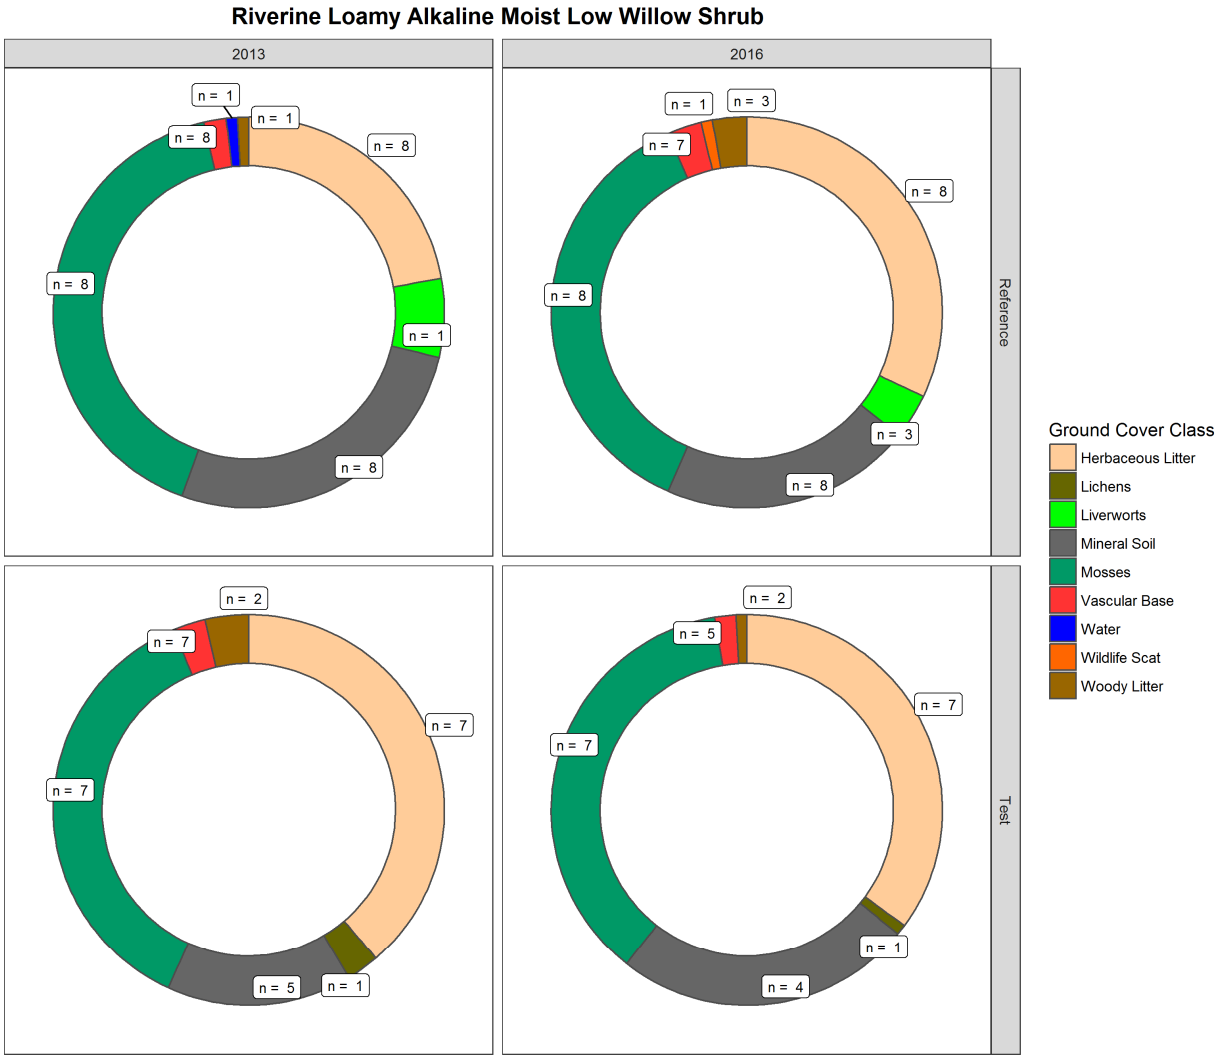 Riverine Loamy Alkaline Moist Low Willow Shrub
2013
2016
n = 1
n = 1
n = 8
n = 8
n = 8
n = 1
n = 8
n = 1
n = 3
n = 7
n = 8
n = 8
n = 3
n = 8
Reference
n = 2
n = 7
n = 7
n = 7
n = 5
n = 1
n = 2
n = 5
n = 7
n = 7
n = 1
n = 4
Test
Ground Cover Class
Herbaceous Litter
Lichens
Liverworts
Mineral Soil
Mosses
Vascular Base
Water
Wildlife Scat
Woody Litter